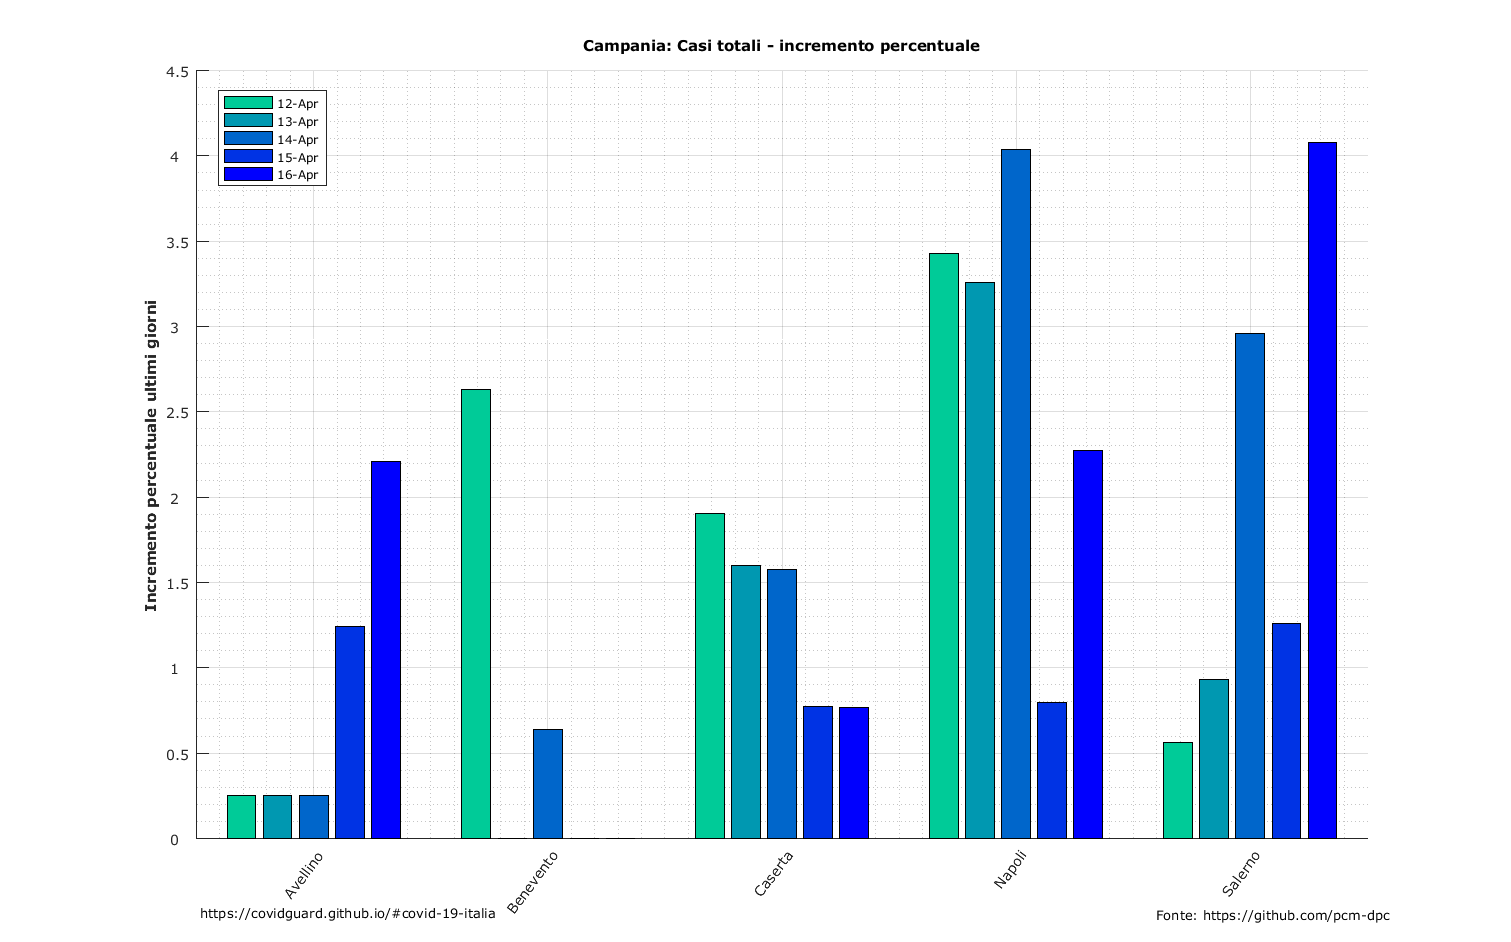 Campania: Casi totali - incremento percentuale
4.5
4
3.5
3
2.5
2
1.5
1
0.5
0
Incremento percentuale ultimi giorni
12-Apr
13-Apr
14-Apr
15-Apr
16-Apr
Avellino
Benevento
Caserta
Napoli
Salerno
https://covidguard.github.io/#covid-19-italia
Fonte: https://github.com/pcm-dpc